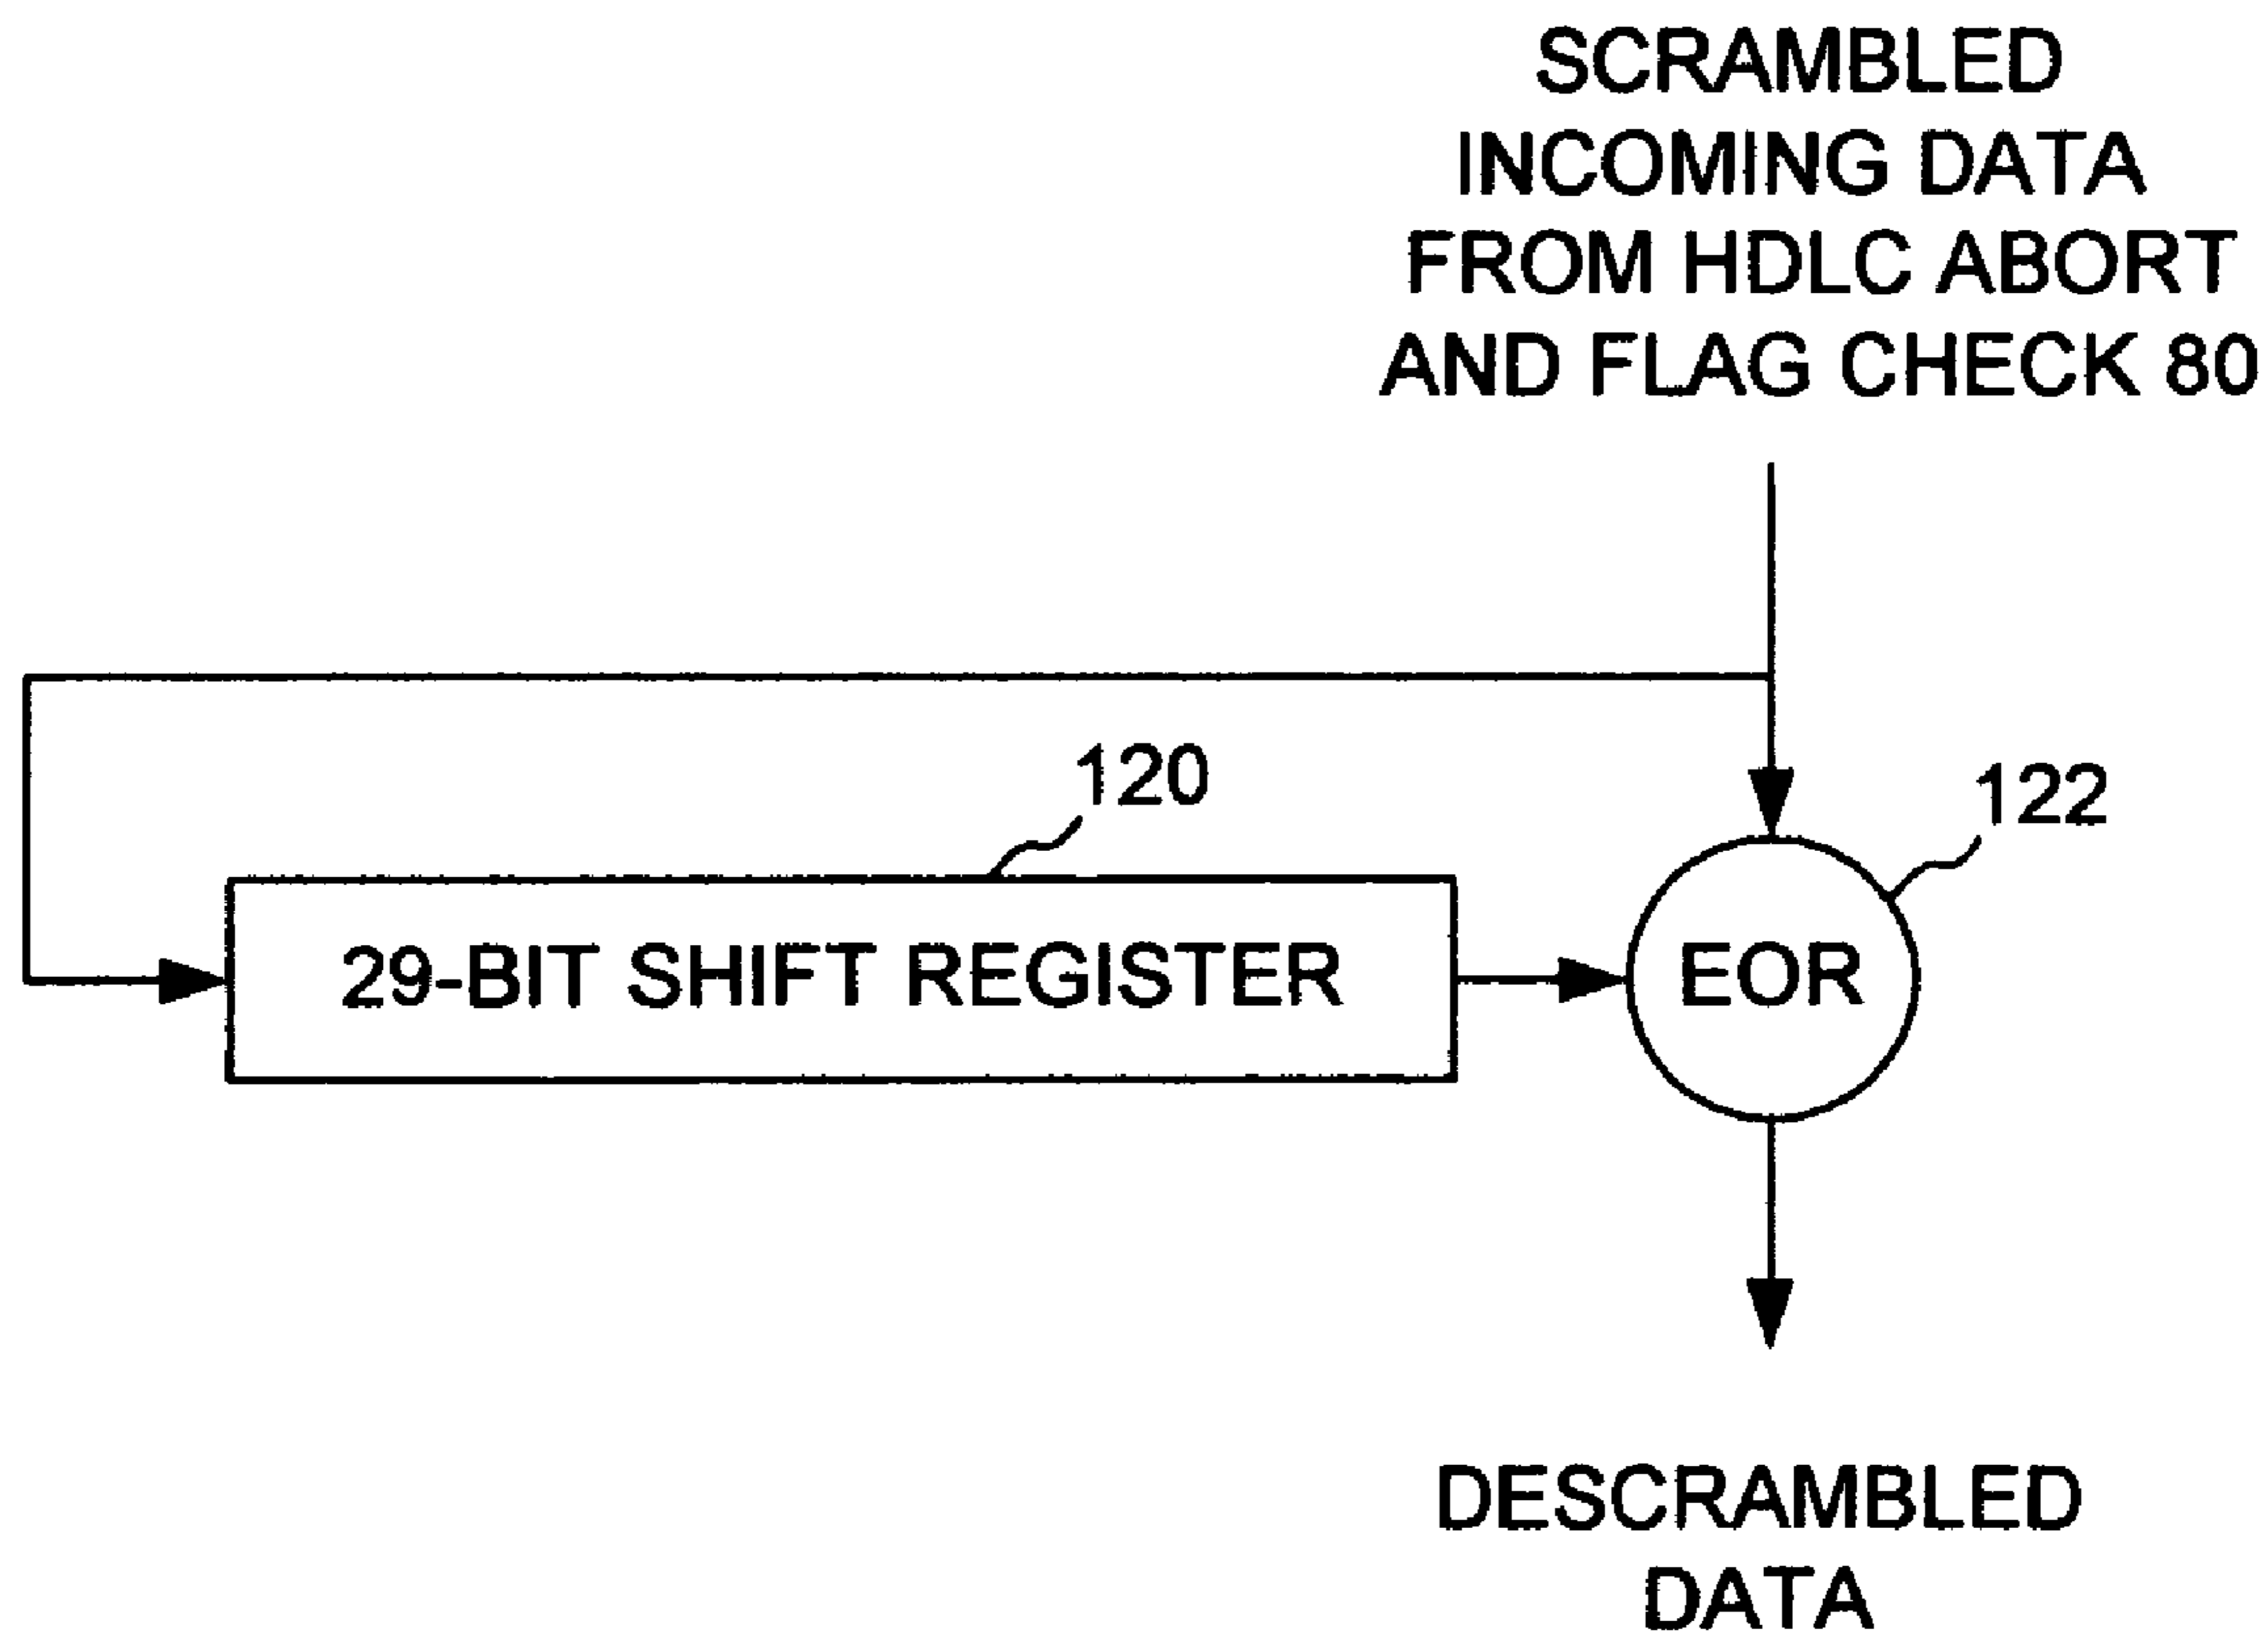 SCRAMBLED
INCOMING DATA
FROM HDLC ABORT
AND FLAG CHECK 80
120
122
29-BIT SHIFT REGISTER
EOR
DESCRAMBLED
DATA